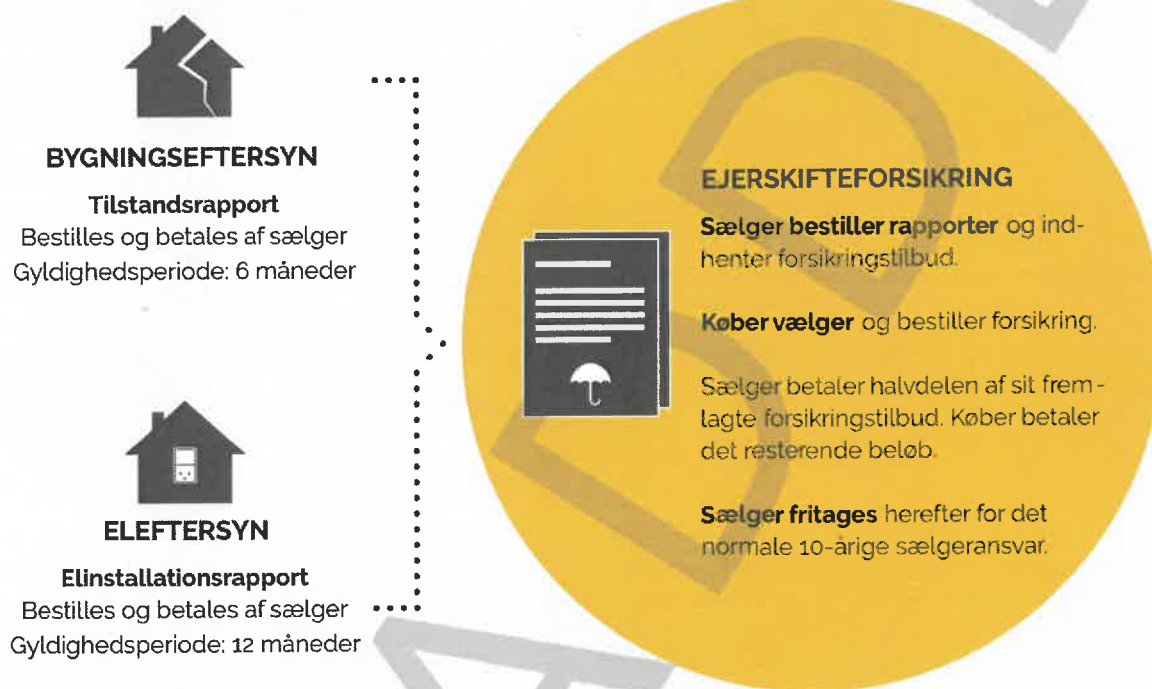 BYGNINGSEFTERSYN
Tilstandsrapport
Bestilles og betales af sælger
Gyldighedsperiode: 6 måneder
ELEFTERSYN
Elinstallationsrapport
Bestilles og betales af sælger
Gyldighedsperiode: 12 måneder
EJERSKIFTEFORSIKRING
Sælger bestiller rapporter og ind-
henter forsikringstilbud.
Køber vælger og bestiller forsikring.
Sælger betaler halvdelen af sit frem-
lagte forsikringstilbud. Køber betaler
det resterende beløb.
Sælger fritages herefter for det
normale 10-årige sælgeransvar.